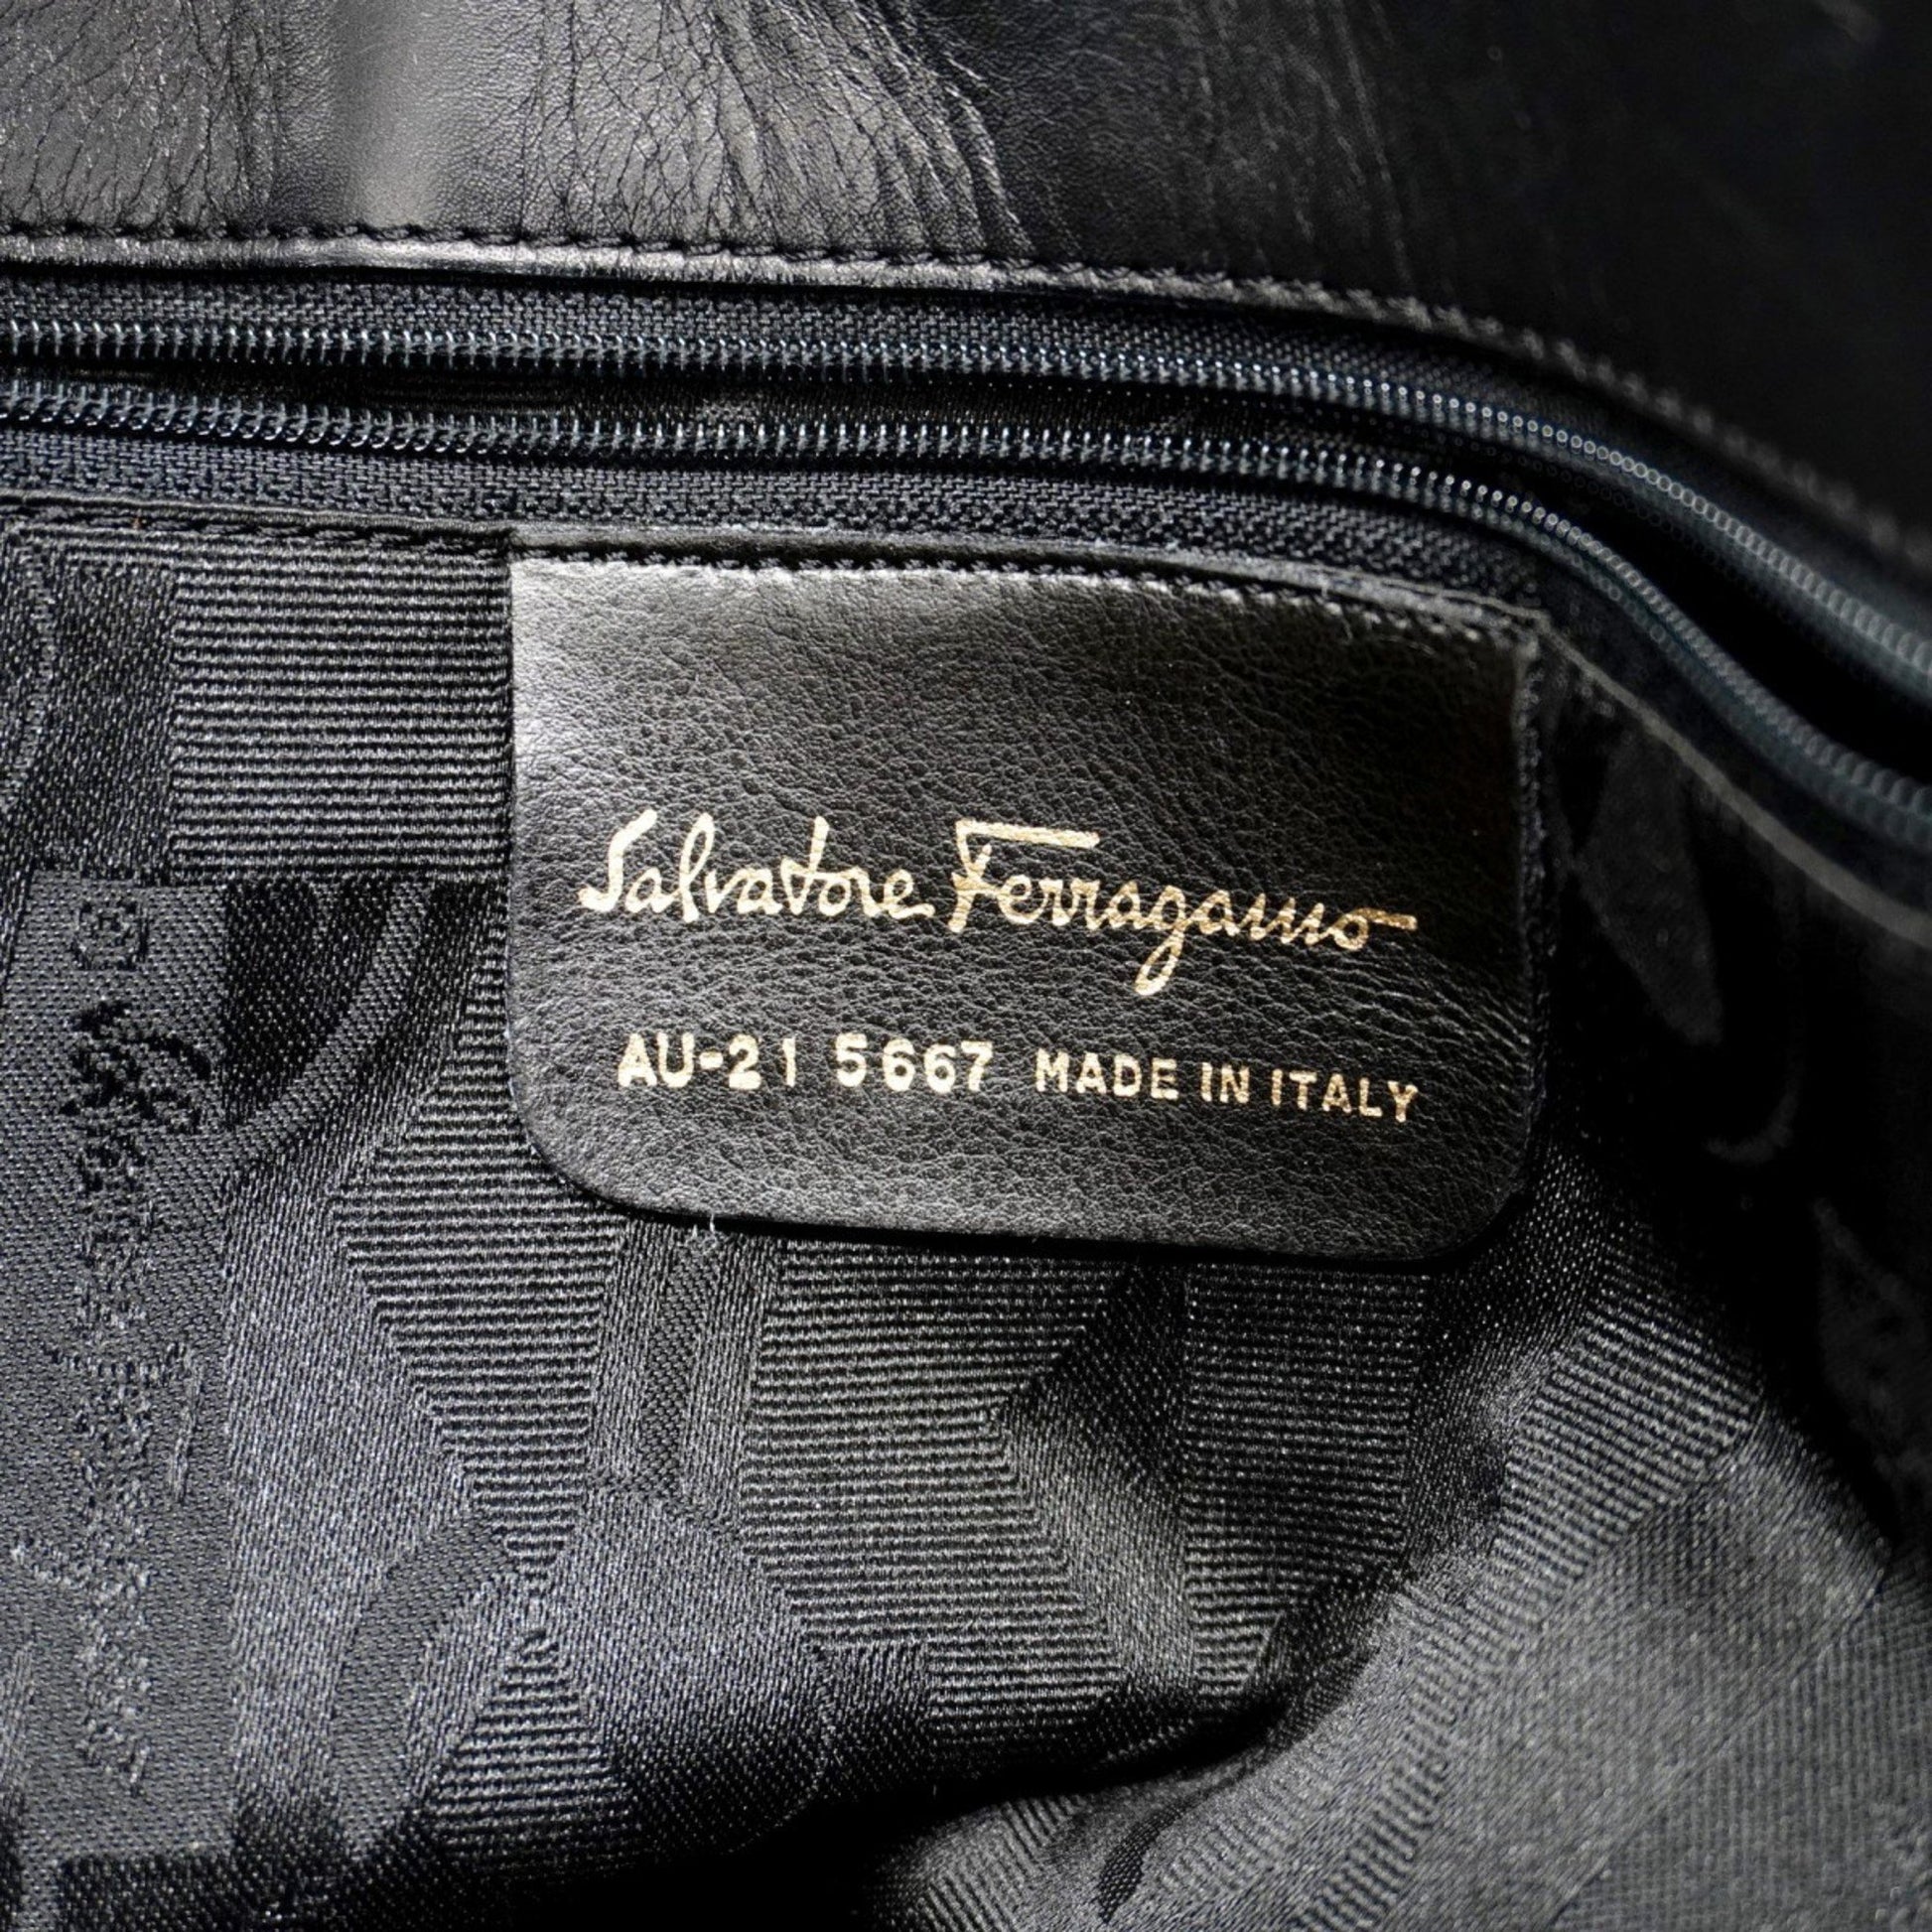 Salvatore Ferragamo
AU-21 5667 MADE IN ITALY